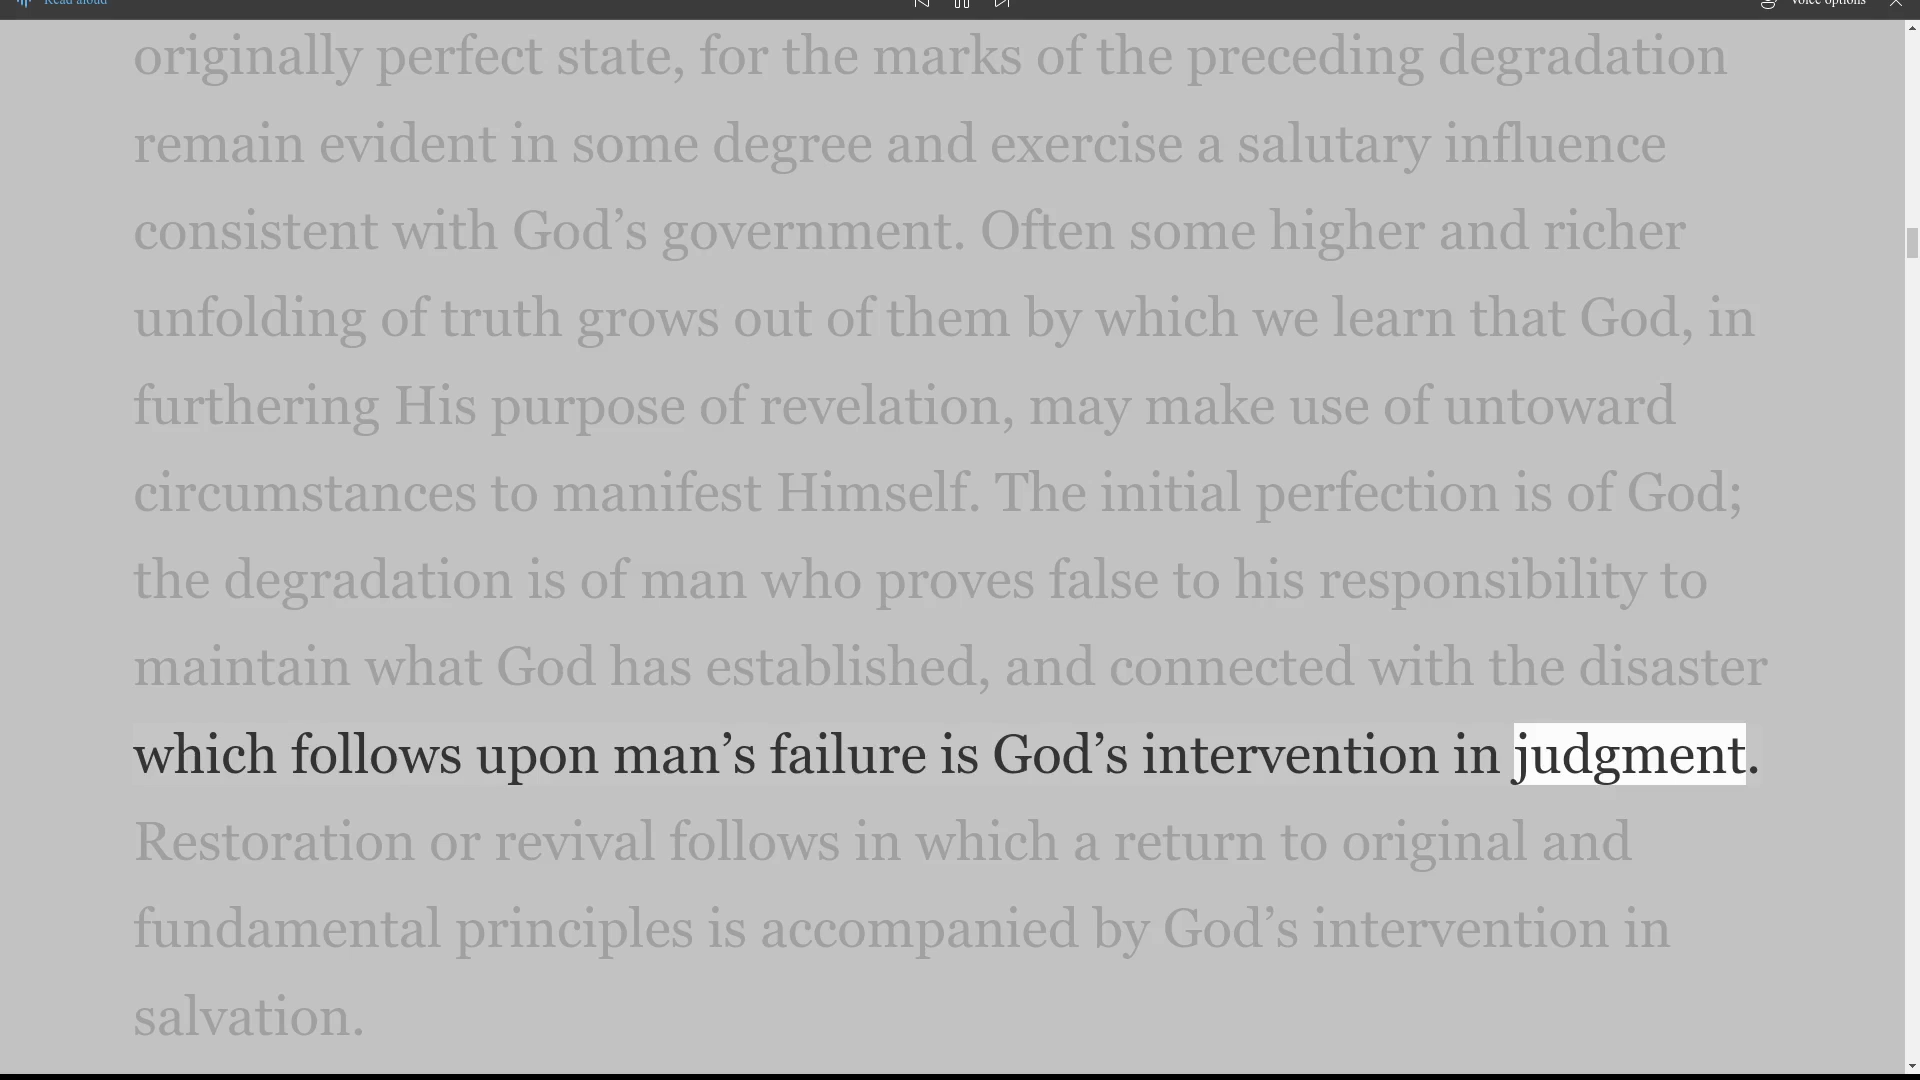 Read aloud
Voice options
originally perfect state, for the marks of the preceding degradation
remain evident in some degree and exercise a salutary influence
consistent with God’s government. Often some higher and richer
unfolding of truth grows out of them by which we learn that God, in
furthering His purpose of revelation, may make use of untoward
circumstances to manifest Himself. The initial perfection is of God;
the degradation is of man who proves false to his responsibility to
maintain what God has established, and connected with the disaster
which follows upon man’s failure is God’s intervention in judgment.
Restoration or revival follows in which a return to original and
fundamental principles is accompanied by God’s intervention in
salvation.